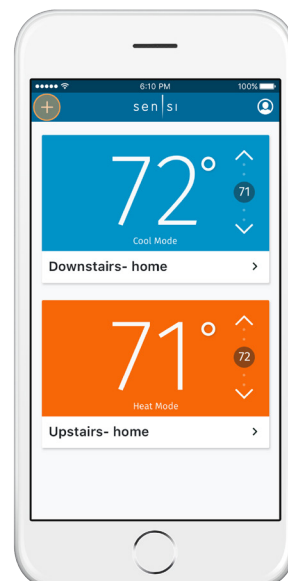 6:10 PM
100%
sensi
72°
71
Cool Mode
Downstairs- home
71°
72
Heat Mode
Upstairs- home